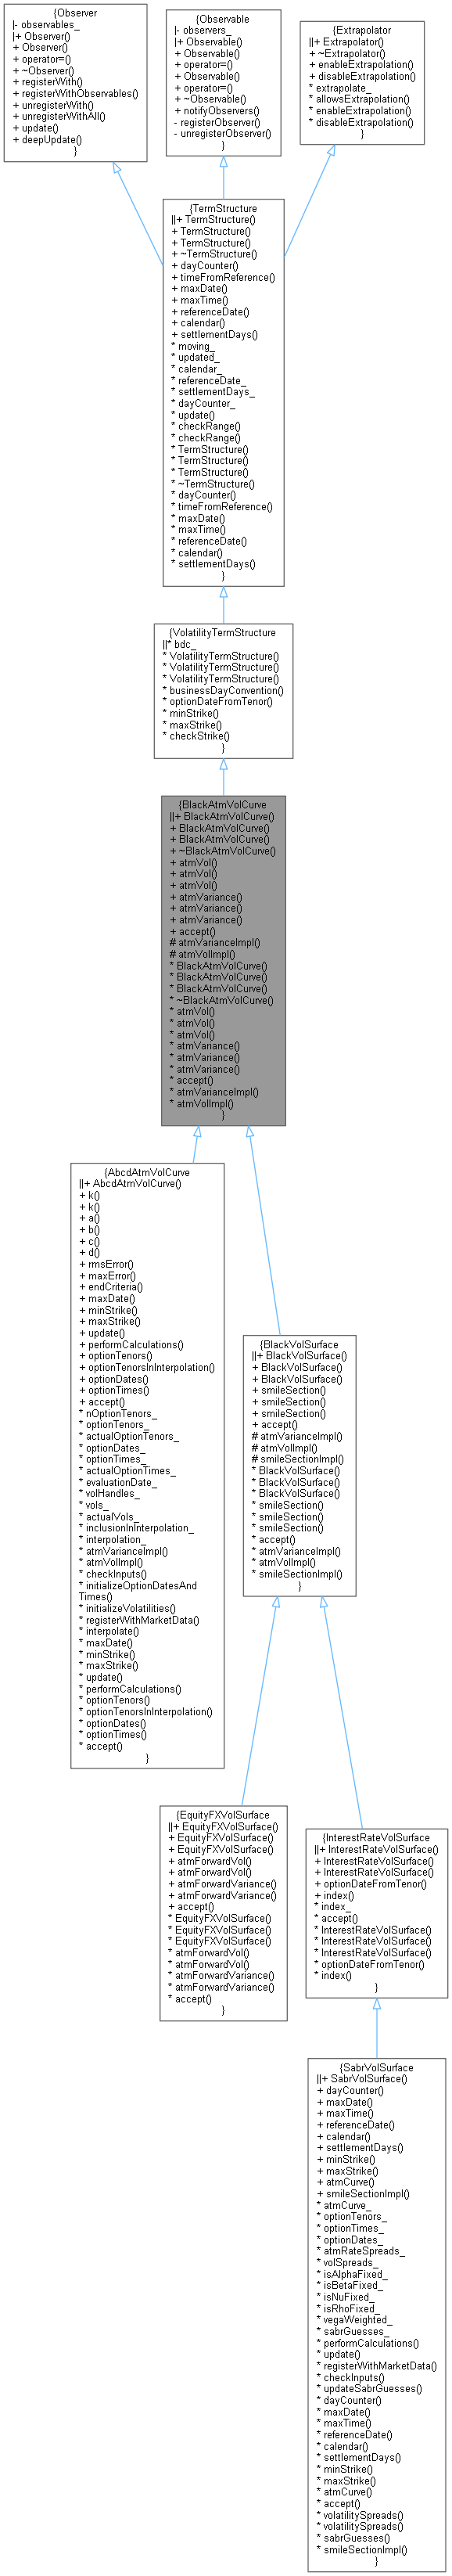 {Observer
|- observables_
|+ Observer()
+ Observer()
+ operator=()
+ ~Observer()
+ registerWith()
+ registerWithObservables()
+ unregisterWith()
+ unregisterWithAll()
+ update()
+ deepUpdate()
}
{Observable
|- observers_
|+ Observable()
+ Observable()
+ operator=()
+ Observable()
+ operator=()
+ ~Observable()
+ notifyObservers()
- registerObserver()
- unregisterObserver()
}
{Extrapolator
||+ Extrapolator()
+ ~Extrapolator()
+ enableExtrapolation()
+ disableExtrapolation()
* extrapolate_
* allowsExtrapolation()
* enableExtrapolation()
* disableExtrapolation()
}
{TermStructure
||+ TermStructure()
+ TermStructure()
+ TermStructure()
+ ~TermStructure()
+ dayCounter()
+ timeFromReference()
+ maxDate()
+ maxTime()
+ referenceDate()
+ calendar()
+ settlementDays()
* moving_
* updated_
* calendar_
* referenceDate_
* settlementDays_
* dayCounter_
* update()
* checkRange()
* checkRange()
* TermStructure()
* TermStructure()
* TermStructure()
* ~TermStructure()
* dayCounter()
* timeFromReference()
* maxDate()
* maxTime()
* referenceDate()
* calendar()
* settlementDays()
}
{VolatilityTermStructure
||* bdc_
* VolatilityTermStructure()
* VolatilityTermStructure()
* VolatilityTermStructure()
* businessDayConvention()
* optionDateFromTenor()
* minStrike()
* maxStrike()
* checkStrike()
}
{BlackAtmVolCurve
||+ BlackAtmVolCurve()
+ BlackAtmVolCurve()
+ BlackAtmVolCurve()
+ ~BlackAtmVolCurve()
+ atmVol()
+ atmVol()
+ atmVol()
+ atmVariance()
+ atmVariance()
+ atmVariance()
+ accept()
# atmVarianceImpl()
# atmVolImpl()
* BlackAtmVolCurve()
* BlackAtmVolCurve()
* BlackAtmVolCurve()
* ~BlackAtmVolCurve()
* atmVol()
* atmVol()
* atmVol()
* atmVariance()
* atmVariance()
* atmVariance()
* accept()
* atmVarianceImpl()
* atmVolImpl()
}
{AbcdAtmVolCurve
||+ AbcdAtmVolCurve()
+ k()
+ k()
+ a()
+ b()
+ c()
+ d()
+ rmsError()
+ maxError()
+ endCriteria()
+ maxDate()
+ minStrike()
+ maxStrike()
+ update()
+ performCalculations()
+ optionTenors()
+ optionTenorsInInterpolation()
+ optionDates()
+ optionTimes()
+ accept()
* nOptionTenors_
* optionTenors_
* actualOptionTenors_
* optionDates_
* optionTimes_
* actualOptionTimes_
* evaluationDate_
* volHandles_
* vols_
* actualVols_
* inclusionInInterpolation_
* interpolation_
* atmVarianceImpl()
* atmVolImpl()
* checkInputs()
* initializeOptionDatesAnd
Times()
* initializeVolatilities()
* registerWithMarketData()
* interpolate()
* maxDate()
* minStrike()
* maxStrike()
* update()
* performCalculations()
* optionTenors()
* optionTenorsInInterpolation()
* optionDates()
* optionTimes()
* accept()
}
{BlackVolSurface
||+ BlackVolSurface()
+ BlackVolSurface()
+ BlackVolSurface()
+ smileSection()
+ smileSection()
+ smileSection()
+ accept()
# atmVarianceImpl()
# atmVolImpl()
# smileSectionImpl()
* BlackVolSurface()
* BlackVolSurface()
* BlackVolSurface()
* smileSection()
* smileSection()
* smileSection()
* accept()
* atmVarianceImpl()
* atmVolImpl()
* smileSectionImpl()
}
{EquityFXVolSurface
||+ EquityFXVolSurface()
+ EquityFXVolSurface()
+ EquityFXVolSurface()
+ atmForwardVol()
+ atmForwardVol()
+ atmForwardVariance()
+ atmForwardVariance()
+ accept()
* EquityFXVolSurface()
* EquityFXVolSurface()
* EquityFXVolSurface()
* atmForwardVol()
* atmForwardVol()
* atmForwardVariance()
* atmForwardVariance()
* accept()
}
{InterestRateVolSurface
||+ InterestRateVolSurface()
+ InterestRateVolSurface()
+ InterestRateVolSurface()
+ optionDateFromTenor()
+ index()
* index_
* accept()
* InterestRateVolSurface()
* InterestRateVolSurface()
* InterestRateVolSurface()
* optionDateFromTenor()
* index()
}
{SabrVolSurface
||+ SabrVolSurface()
+ dayCounter()
+ maxDate()
+ maxTime()
+ referenceDate()
+ calendar()
+ settlementDays()
+ minStrike()
+ maxStrike()
+ atmCurve()
+ smileSectionImpl()
* atmCurve_
* optionTenors_
* optionTimes_
* optionDates_
* atmRateSpreads_
* volSpreads_
* isAlphaFixed_
* isBetaFixed_
* isNuFixed_
* isRhoFixed_
* vegaWeighted_
* sabrGuesses_
* performCalculations()
* update()
* registerWithMarketData()
* checkInputs()
* updateSabrGuesses()
* dayCounter()
* maxDate()
* maxTime()
* referenceDate()
* calendar()
* settlementDays()
* minStrike()
* maxStrike()
* atmCurve()
* accept()
* volatilitySpreads()
* volatilitySpreads()
* sabrGuesses()
* smileSectionImpl()
}